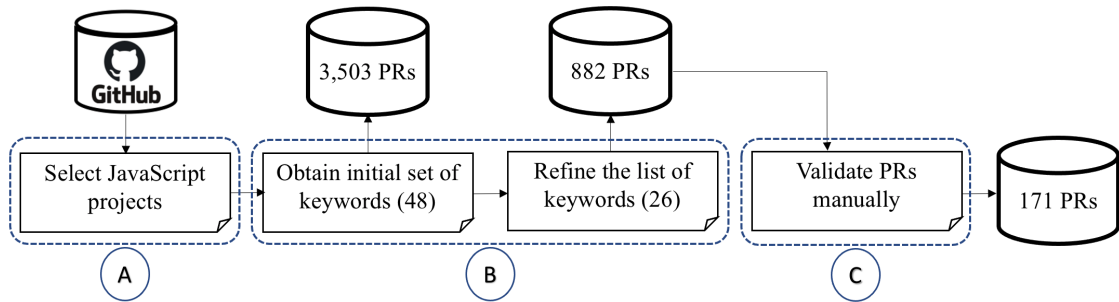 GitHub
3,503 PRs
882 PRs
Select JavaScript
projects
Obtain initial set of
keywords (48)
Refine the list of
keywords (26)
Validate PRs
manually
171 PRs
A
B
C